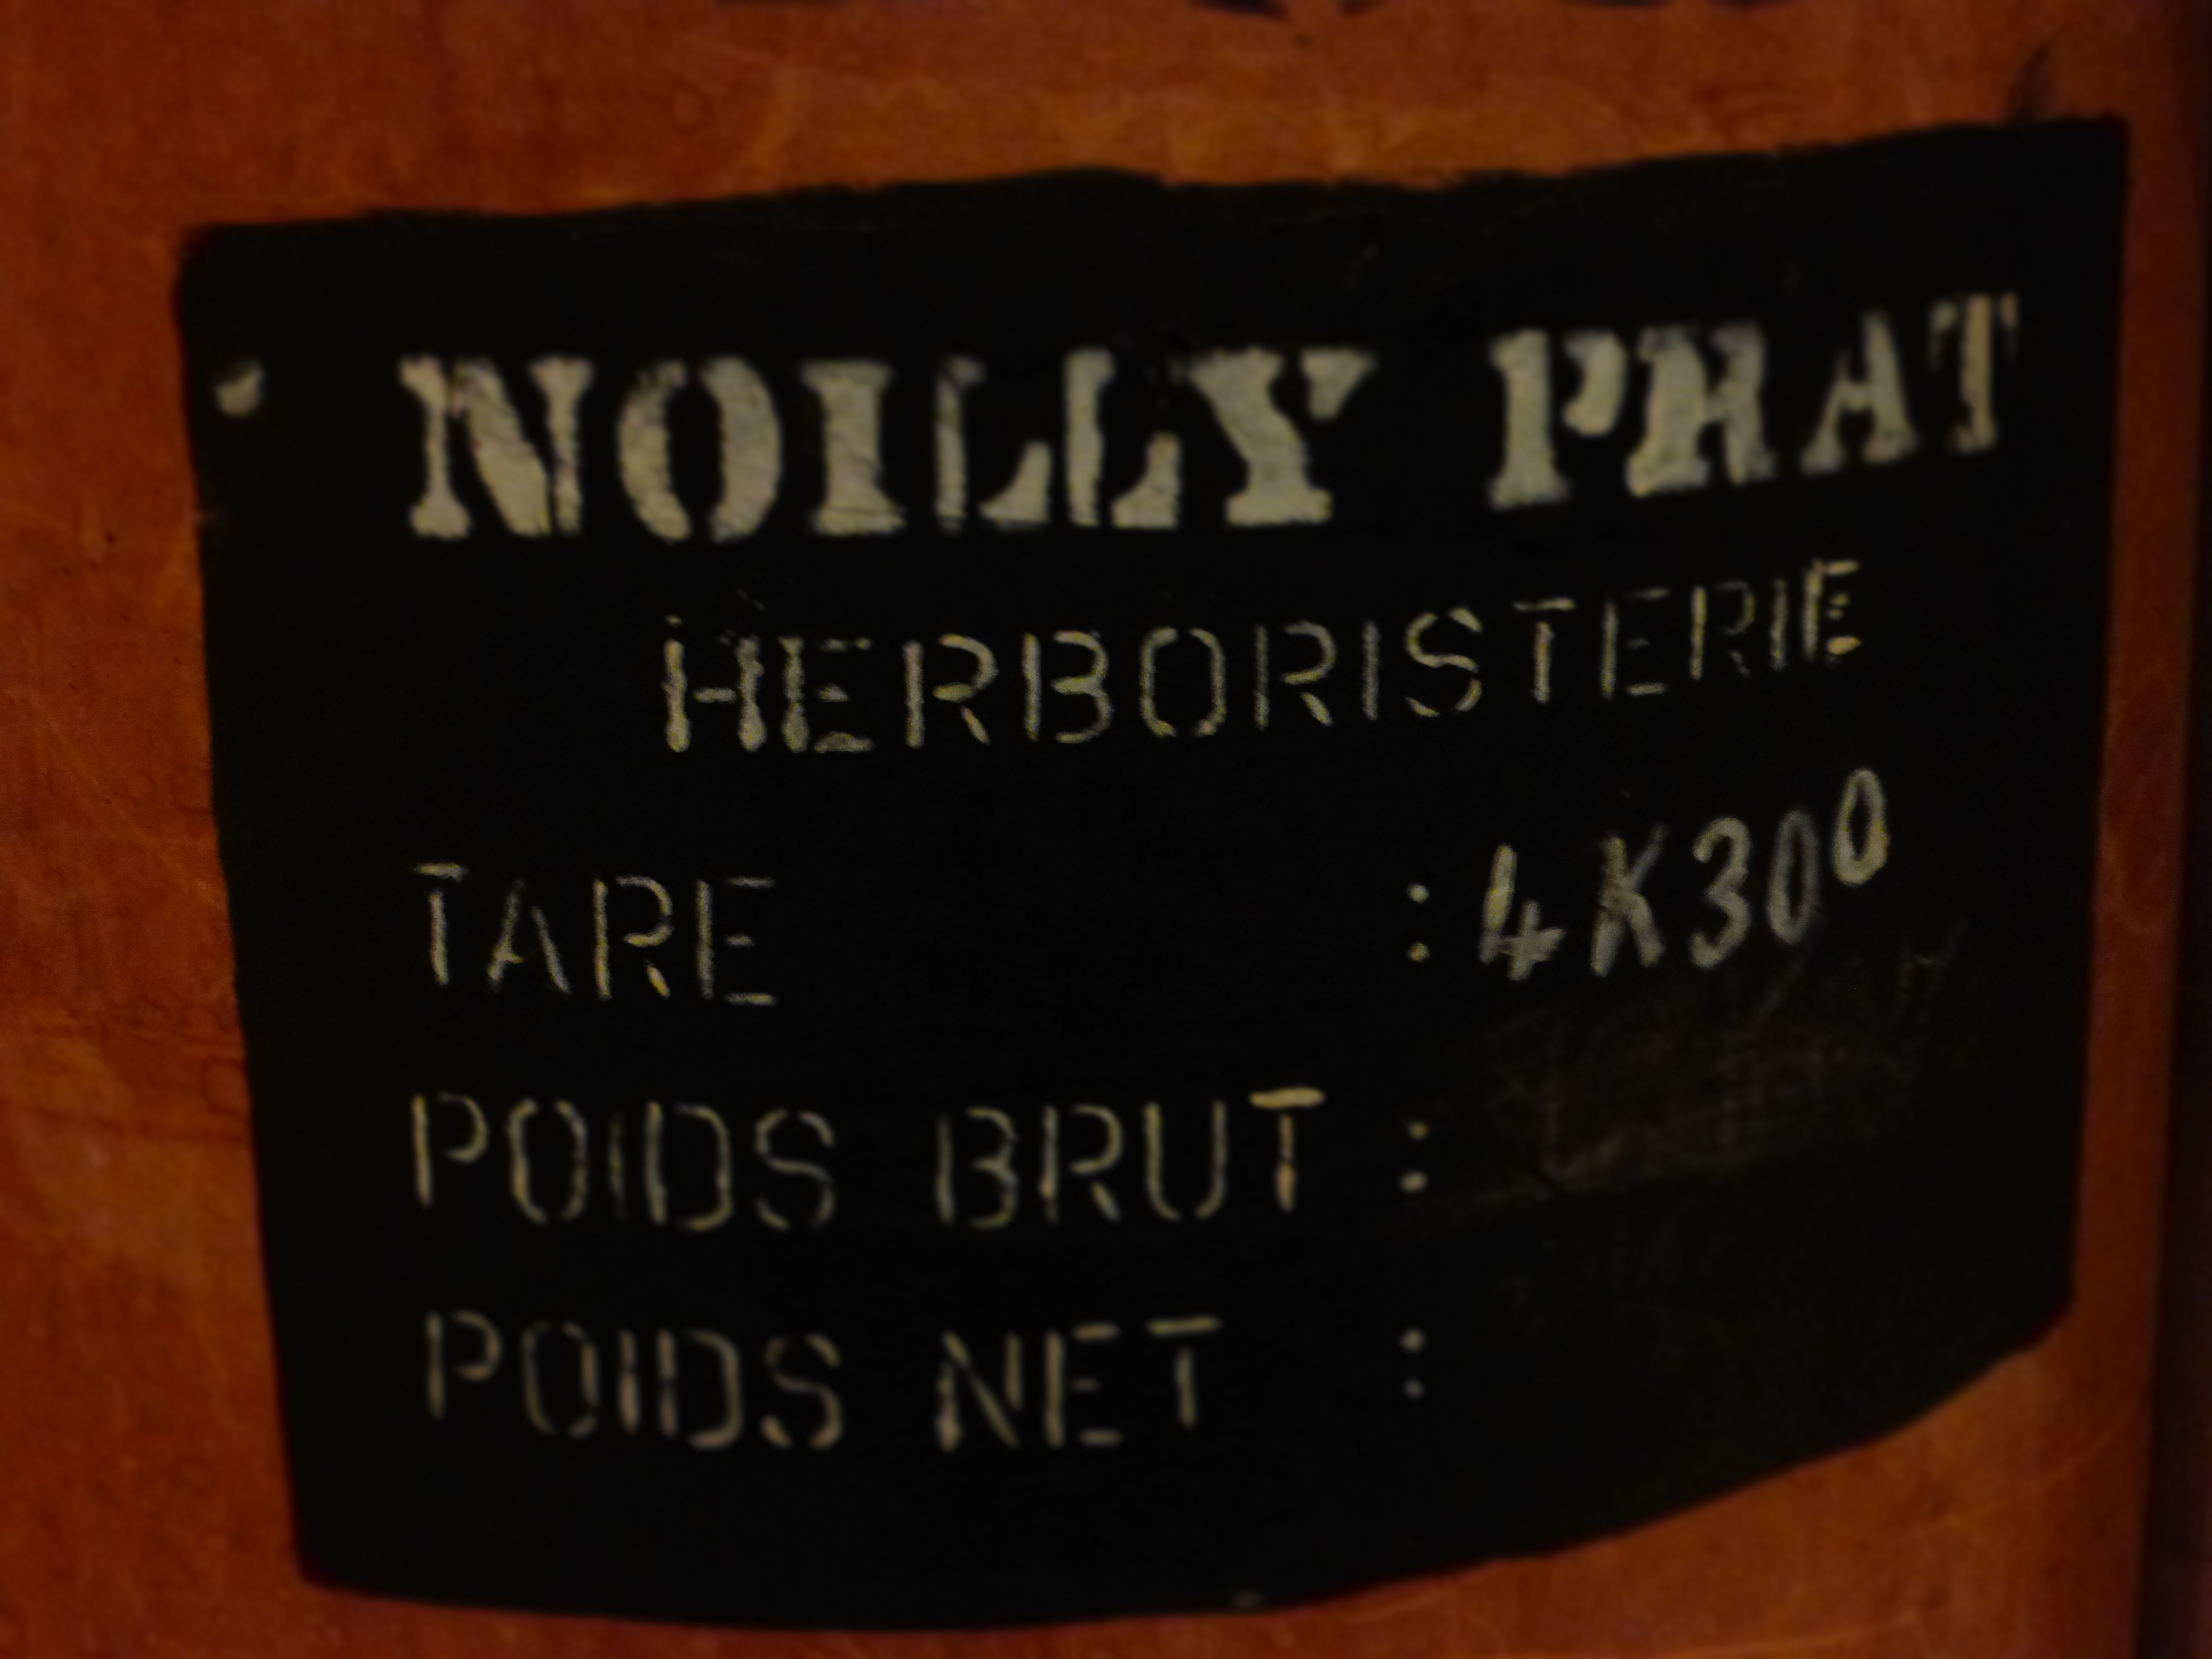 NOILLY PRAT
HERBORISTERIE
TARE : 4K300
POIDS BRUT :
POIDS NET :